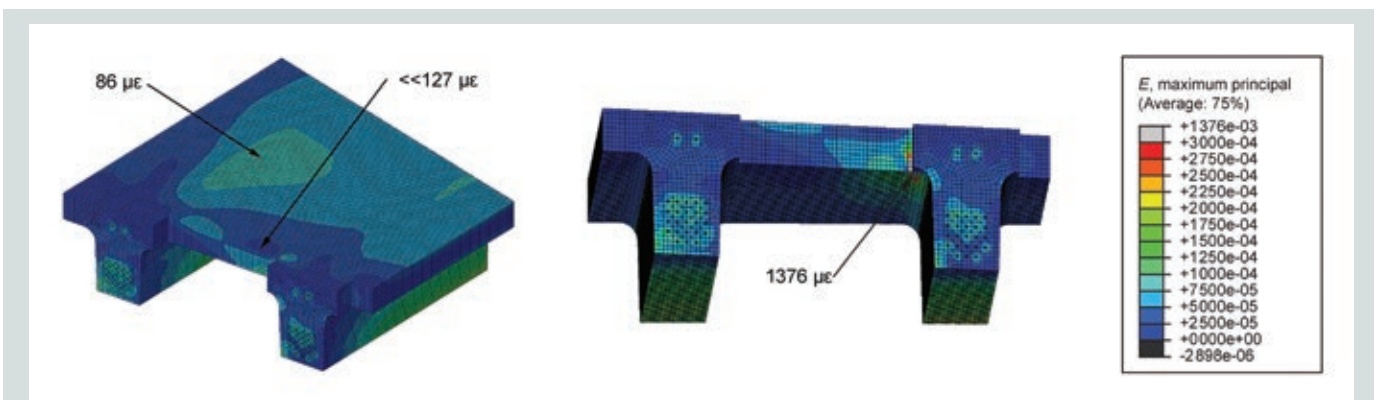 86 με
<<127 με
1376 με
E, maximum principal
(Average: 75%)
+1376e-03
+3000e-04
+2750e-04
+2500e-04
+2250e-04
+2000e-04
+1750e-04
+1500e-04
+1250e-04
+1000e-04
+7500e-05
+5000e-05
+2500e-05
+0000e+00
-2898e-06